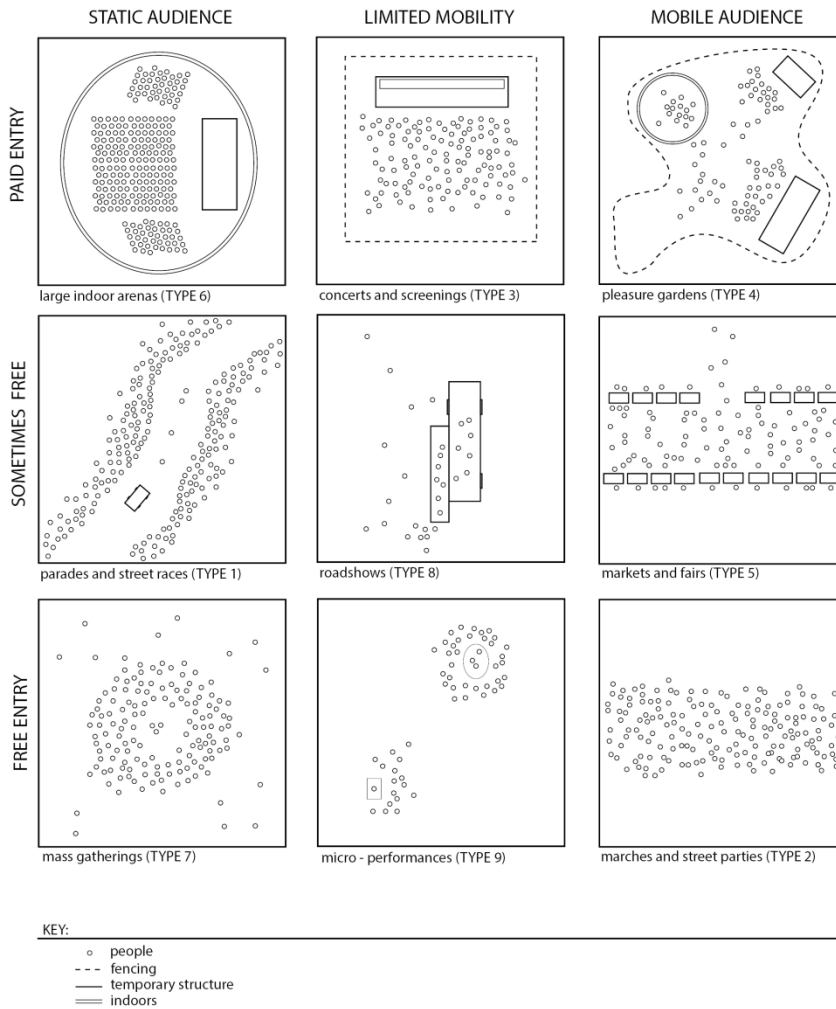 STATIC AUDIENCE
LIMITED MOBILITY
MOBILE AUDIENCE
PAID ENTRY
large indoor arenas (TYPE 6)
concerts and screenings (TYPE 3)
pleasure gardens (TYPE 4)
SOMETIMES FREE
parades and street races (TYPE 1)
roadshows (TYPE 8)
markets and fairs (TYPE 5)
FREE ENTRY
mass gatherings (TYPE 7)
micro - performances (TYPE 9)
marches and street parties (TYPE 2)
KEY:
people
fencing
temporary structure
indoors